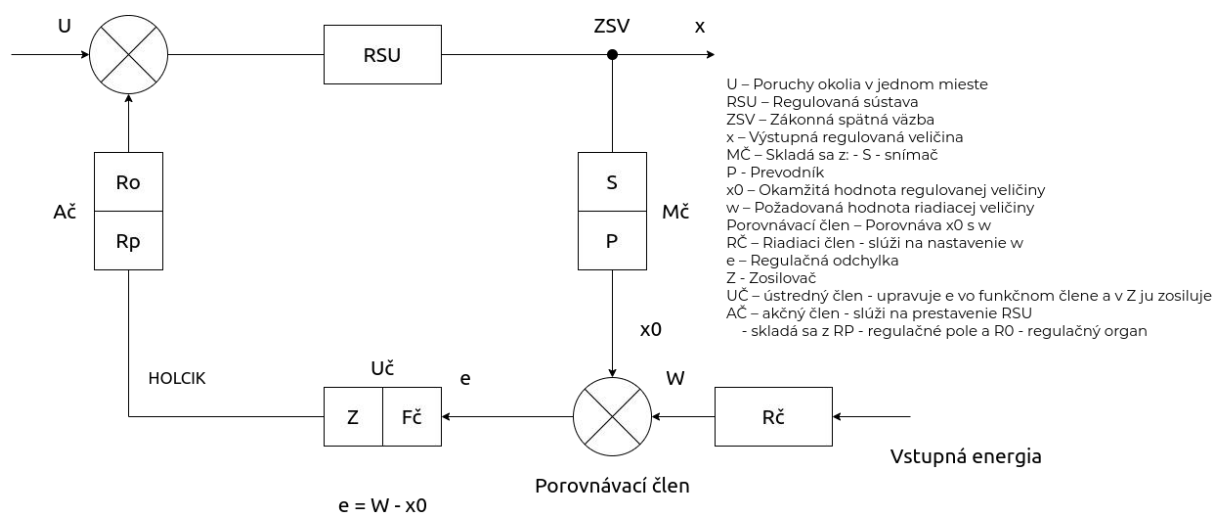 U
RSU
ZSV
x
U – Poruchy okolia v jednom mieste
RSU – Regulovaná sústava
ZSV – Zákonná spätná väzba
x – Výstupná regulovaná veličina
MČ – Skladá sa z: - S - snímač
P - Prevodník
x0 – Okamžitá hodnota regulovanej veličiny
w – Požadovaná hodnota riadiacej veličiny
Porovnávací člen – Porovnáva x0 s w
RČ – Riadiaci člen - slúži na nastavenie w
e – Regulačná odchylka
Z - Zosilovač
UČ – ústredný člen - upravuje e vo funkčnom člene a v Z ju zosiluje
AČ – akčný člen - slúži na prestavenie RSU
- skladá sa z RP - regulačné pole a R0 - regulačný organ
Ač
Ro
Rp
S
P
Mč
x0
HOLCIK
Uč
Z
Fč
e
W
Rč
Vstupná energia
Porovnávací člen
e = W - x0